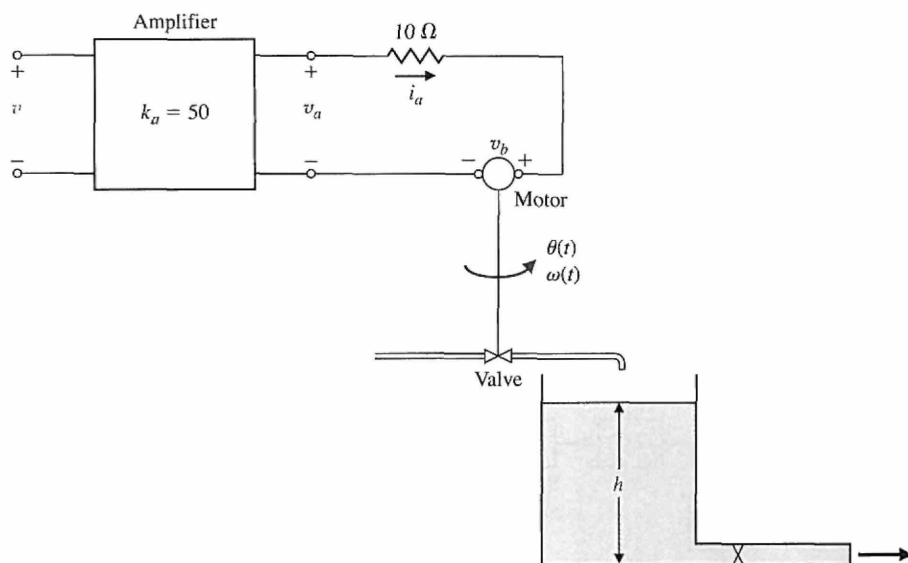 Amplifier
10 Ω
+
v
−
k_a = 50
+
v_a
−
i_a
v_b
− +
Motor
θ(t)
ω(t)
Valve
h